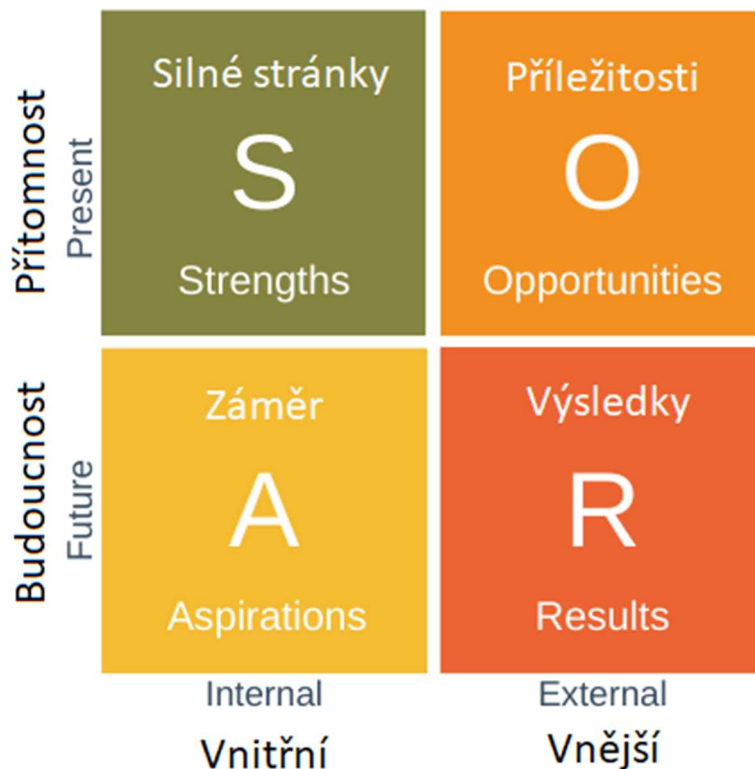 Přítomnost
Present
Silné stránky
S
Strengths
Příležitosti
O
Opportunities
Budoucnost
Future
Záměr
A
Aspirations
Výsledky
R
Results
Internal
External
Vnitřní
Vnější